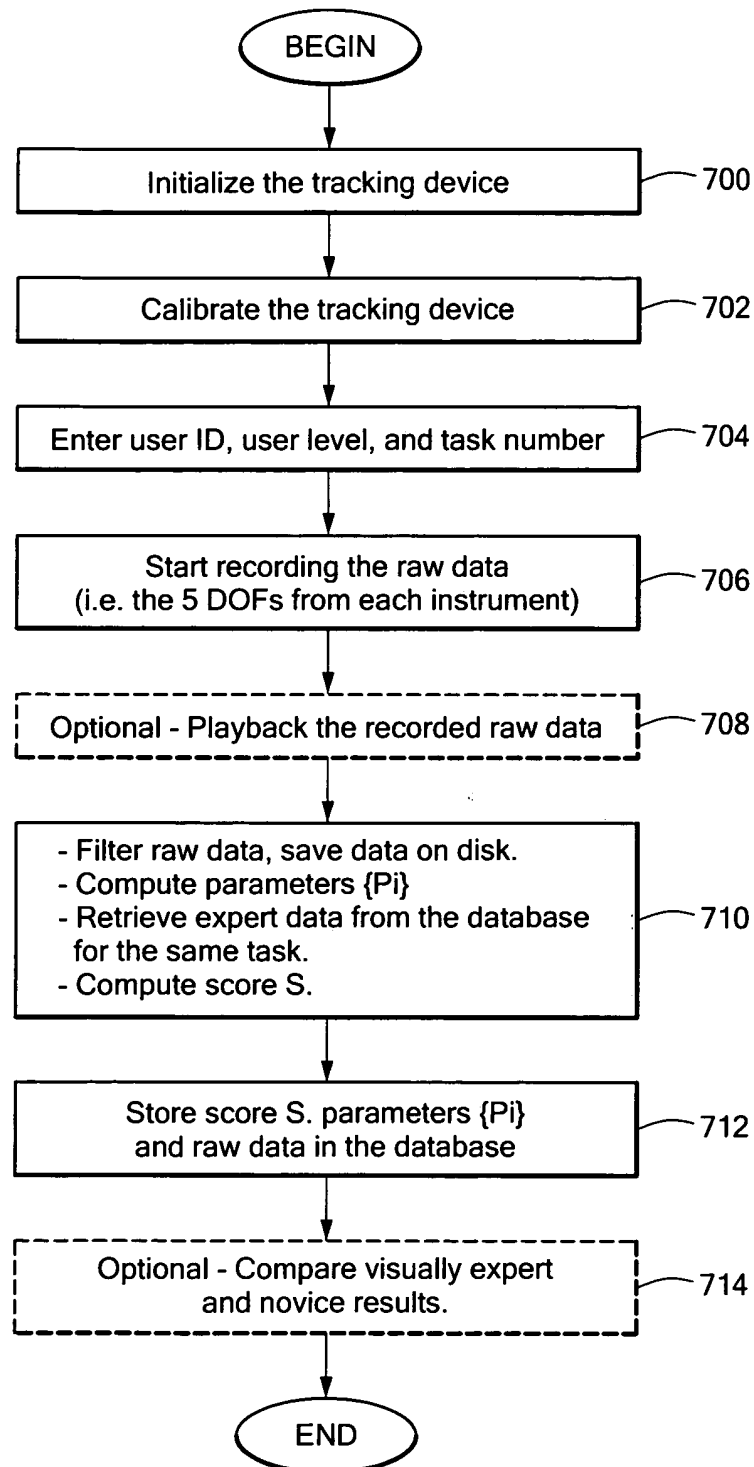 BEGIN
Initialize the tracking device
700
Calibrate the tracking device
702
Enter user ID, user level, and task number
704
Start recording the raw data
(i.e. the 5 DOFs from each instrument)
706
Optional - Playback the recorded raw data
708
- Filter raw data, save data on disk.
- Compute parameters {Pi}
- Retrieve expert data from the database
for the same task.
- Compute score S.
710
Store score S. parameters {Pi}
and raw data in the database
712
Optional - Compare visually expert
and novice results.
714
END